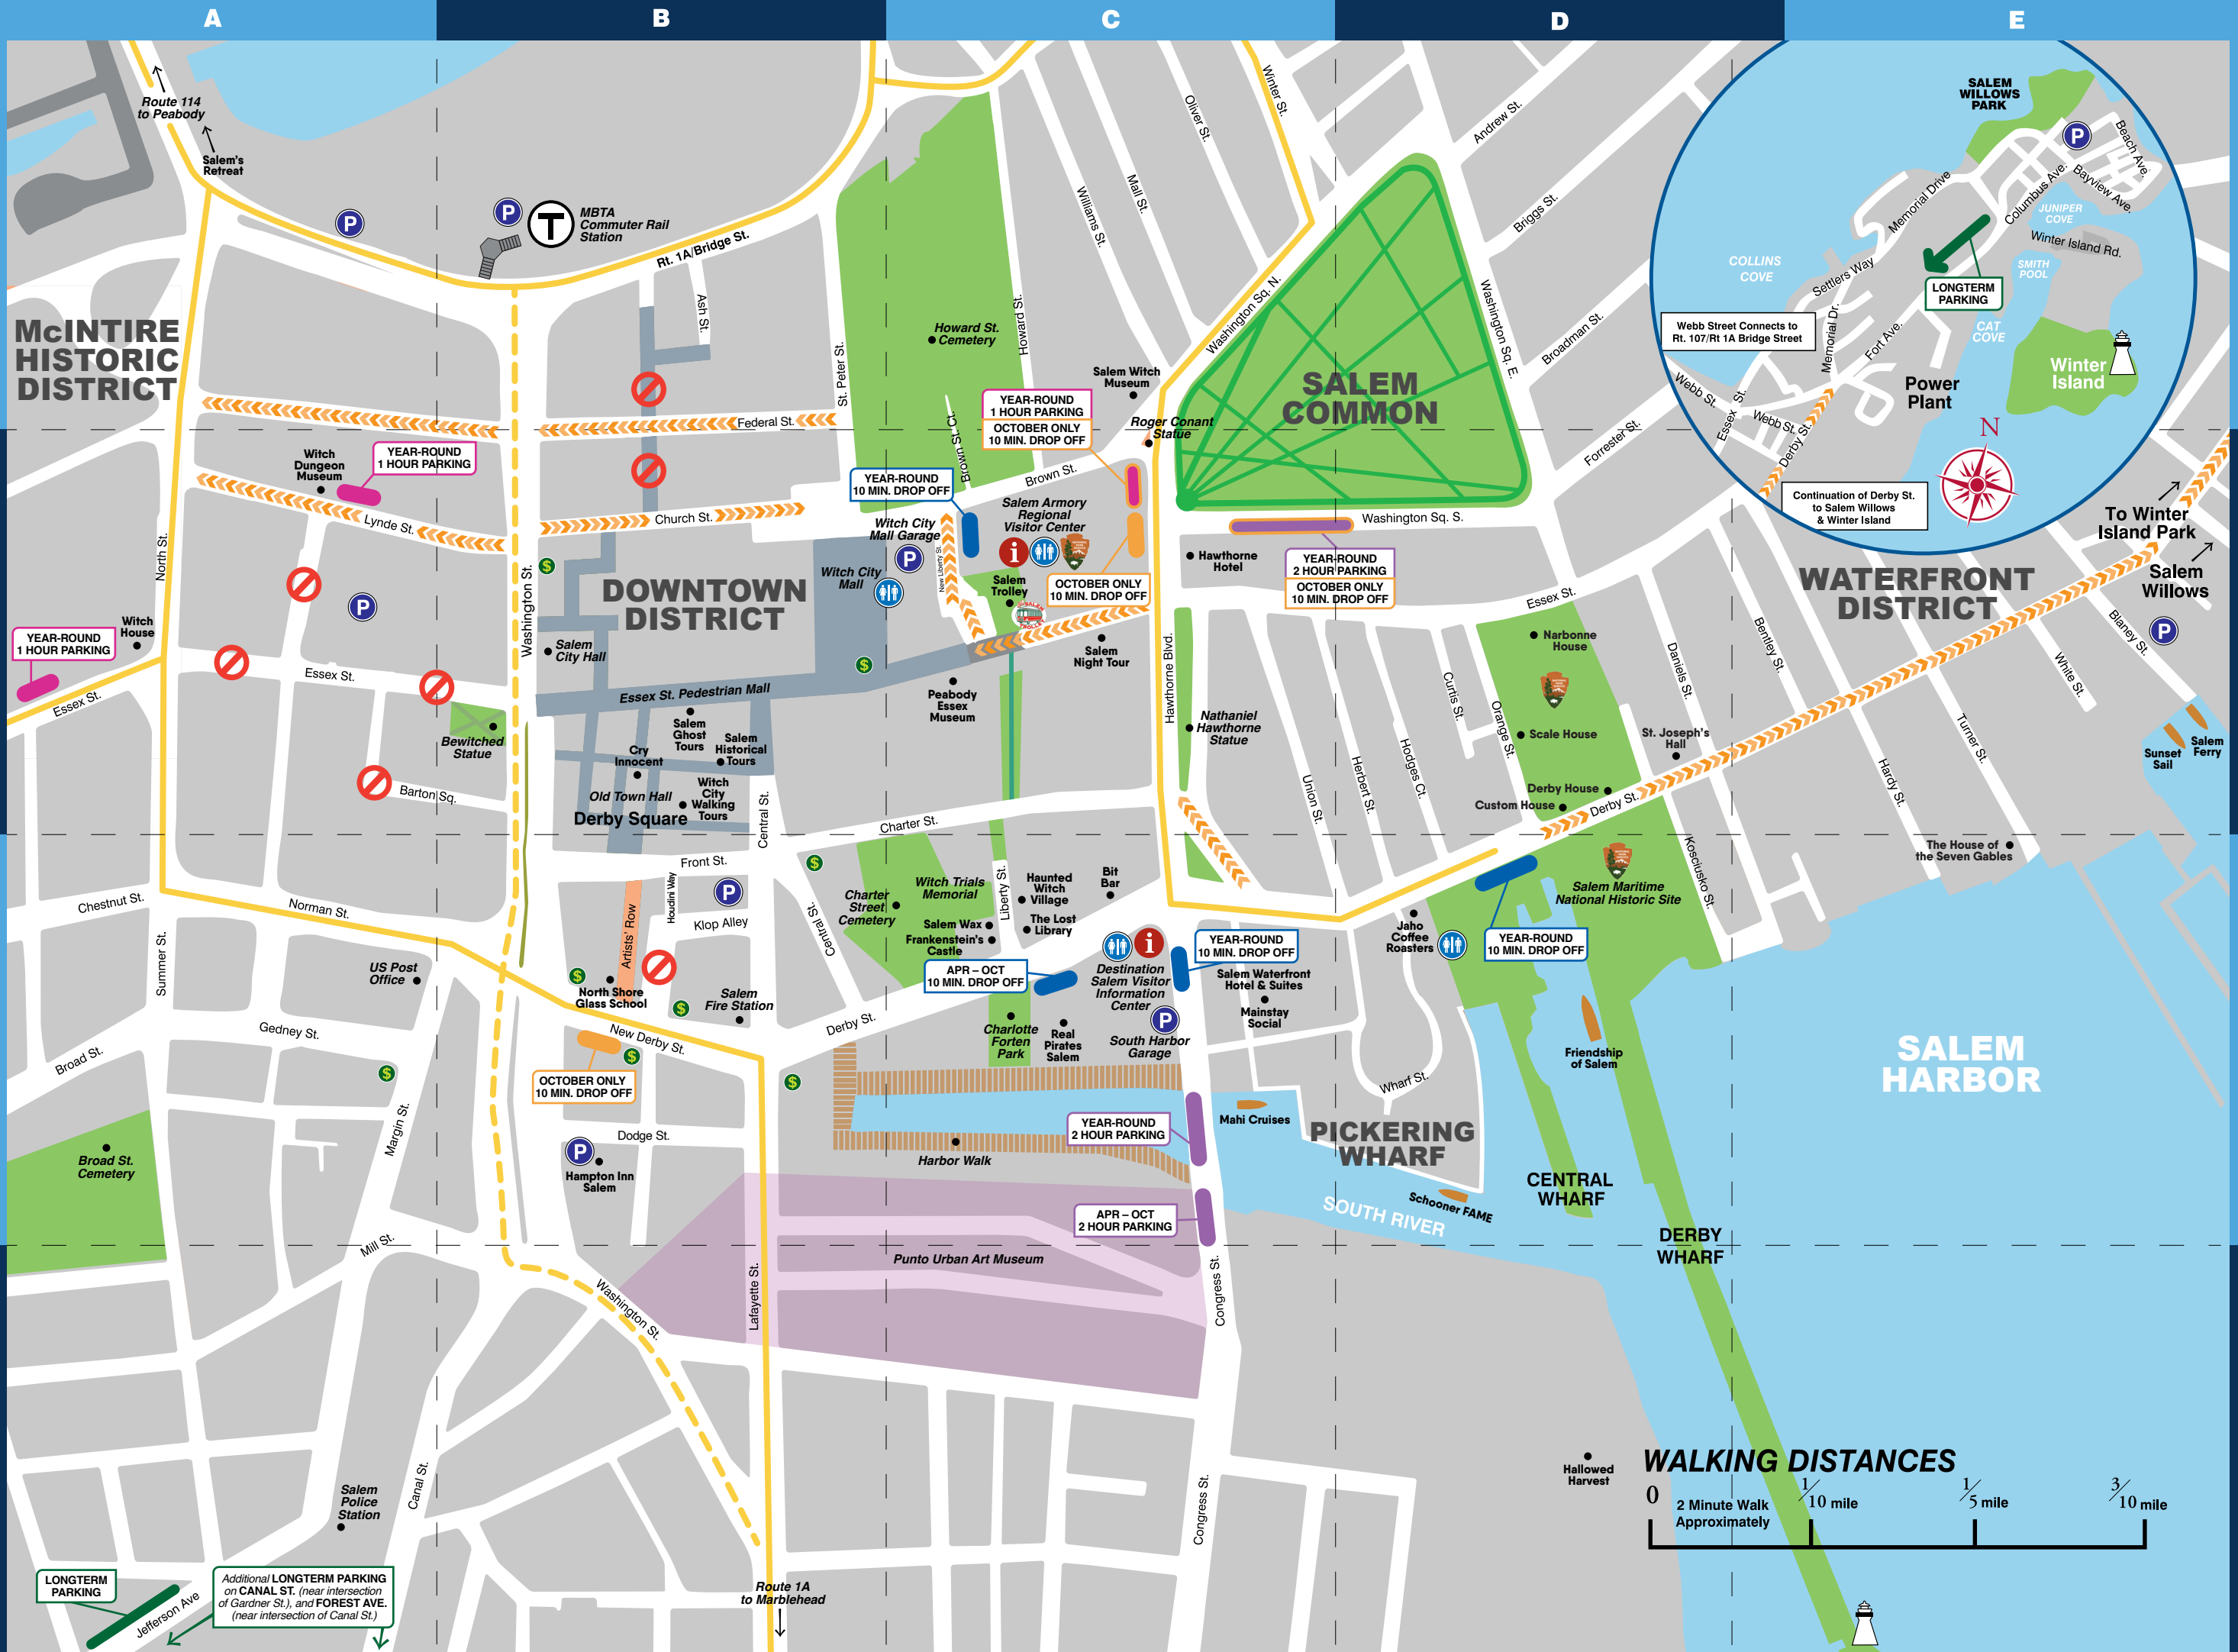 A
B
C
D
E
Route 114
to Peabody
Salem's
Retreat
P
P
T
MBTA
Commuter Rail
Station
Rt. 1A/Bridge St.
Ash St.
St. Peter St.
Howard St.
Cemetery
Howard St.
Williams St.
Mall St.
Oliver St.
Winter St.
Washington Sq. N.
Andrew St.
Briggs St.
Washington Sq. E.
Broadman St.
Forrester St.
SALEM
COMMON
SALEM
WILLOWS
PARK
P
Beach Ave.
Bayview Ave.
Columbus Ave.
JUNIPER
COVE
Winter Island Rd.
SMITH
POOL
Memorial Drive
COLLINS
COVE
Settlers Way
LONGTERM
PARKING
CAT
COVE
Webb Street Connects to
Rt. 107/Rt 1A Bridge Street
Memorial Dr.
Fort Ave.
Winter
Island
Power
Plant
Webb St.
Essex St.
Webb St.
Derby St.
N
Continuation of Derby St.
to Salem Willows
& Winter Island
McINTIRE
HISTORIC
DISTRICT
Federal St.
Witch
Dungeon
Museum
YEAR-ROUND
1 HOUR PARKING
Lynde St.
Church St.
North St.
Washington St.
$
P
Witch
House
YEAR-ROUND
1 HOUR PARKING
Essex St.
Essex St.
Bewitched
Statue
Barton Sq.
DOWNTOWN
DISTRICT
Salem
City Hall
Essex St. Pedestrian Mall
Salem
Ghost
Tours
Salem
Historical
Tours
Cry
Innocent
Witch
City
Walking
Tours
Old Town Hall
Derby Square
Central St.
Witch City
Mall
$
Witch City
Mall Garage
P
YEAR-ROUND
10 MIN. DROP OFF
Brown St. Ct.
Brown St.
New Liberty St.
Salem Armory
Regional
Visitor Center
i
Salem
Trolley
SALEM
TROLLEY
Salem Witch
Museum
YEAR-ROUND
1 HOUR PARKING
OCTOBER ONLY
10 MIN. DROP OFF
Roger Conant
Statue
OCTOBER ONLY
10 MIN. DROP OFF
Salem
Night Tour
Peabody
Essex
Museum
Hawthorne Blvd.
Hawthorne
Hotel
Washington Sq. S.
YEAR-ROUND
2 HOUR PARKING
OCTOBER ONLY
10 MIN. DROP OFF
Nathaniel
Hawthorne
Statue
Union St.
Herbert St.
Hodges Ct.
Curtis St.
Orange St.
Essex St.
Narbonne
House
Scale House
St. Joseph's
Hall
Derby House
Custom House
Derby St.
Daniels St.
Bentley St.
WATERFRONT
DISTRICT
To Winter
Island Park
Salem
Willows
P
Blaney St.
White St.
Turner St.
Hardy St.
Sunset
Sail
Salem
Ferry
The House of
the Seven Gables
Kosciusko St.
Chestnut St.
Norman St.
Summer St.
US Post
Office
Gedney St.
Broad St.
$
Margin St.
Broad St.
Cemetery
Mill St.
Front St.
Artists' Row
Houdini Way
P
Klop Alley
$
North Shore
Glass School
$
Salem
Fire Station
New Derby St.
$
OCTOBER ONLY
10 MIN. DROP OFF
Dodge St.
P
Hampton Inn
Salem
$
Charter St.
$
Central St.
Charter
Street
Cemetery
Witch Trials
Memorial
Liberty St.
Haunted
Witch
Village
Bit
Bar
Salem Wax
The Lost
Library
Frankenstein's
Castle
APR – OCT
10 MIN. DROP OFF
Derby St.
Charlotte
Forten
Park
Real
Pirates
Salem
i
Destination
Salem Visitor
Information
Center
YEAR-ROUND
10 MIN. DROP OFF
P
South Harbor
Garage
Salem Waterfront
Hotel & Suites
Mainstay
Social
YEAR-ROUND
2 HOUR PARKING
Harbor Walk
APR – OCT
2 HOUR PARKING
Mahi Cruises
Jaho
Coffee
Roasters
YEAR-ROUND
10 MIN. DROP OFF
Salem Maritime
National Historic Site
Friendship
of Salem
Wharf St.
PICKERING
WHARF
Schooner FAME
SOUTH RIVER
CENTRAL
WHARF
DERBY
WHARF
SALEM
HARBOR
Punto Urban Art Museum
Washington St.
Lafayette St.
Congress St.
Congress St.
Canal St.
Salem
Police
Station
LONGTERM
PARKING
Jefferson Ave
Additional LONGTERM PARKING
on CANAL ST. (near intersection
of Gardner St.), and FOREST AVE.
(near intersection of Canal St.)
Route 1A
to Marblehead
Hallowed
Harvest
WALKING DISTANCES
0
2 Minute Walk
Approximately
1/10 mile
1/5 mile
3/10 mile